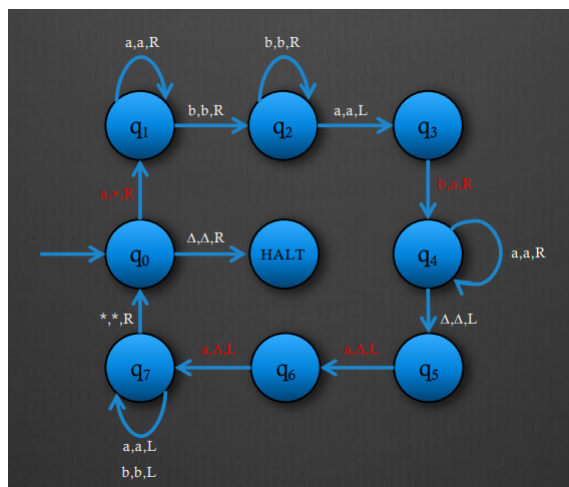 a,a,R
b,b,R
q1
b,b,R
q2
a,a,L
q3
a,*,R
b,a,R
q0
Δ,Δ,R
HALT
q4
a,a,R
*,*,R
Δ,Δ,L
q7
a,Δ,L
q6
a,Δ,L
q5
a,a,L
b,b,L